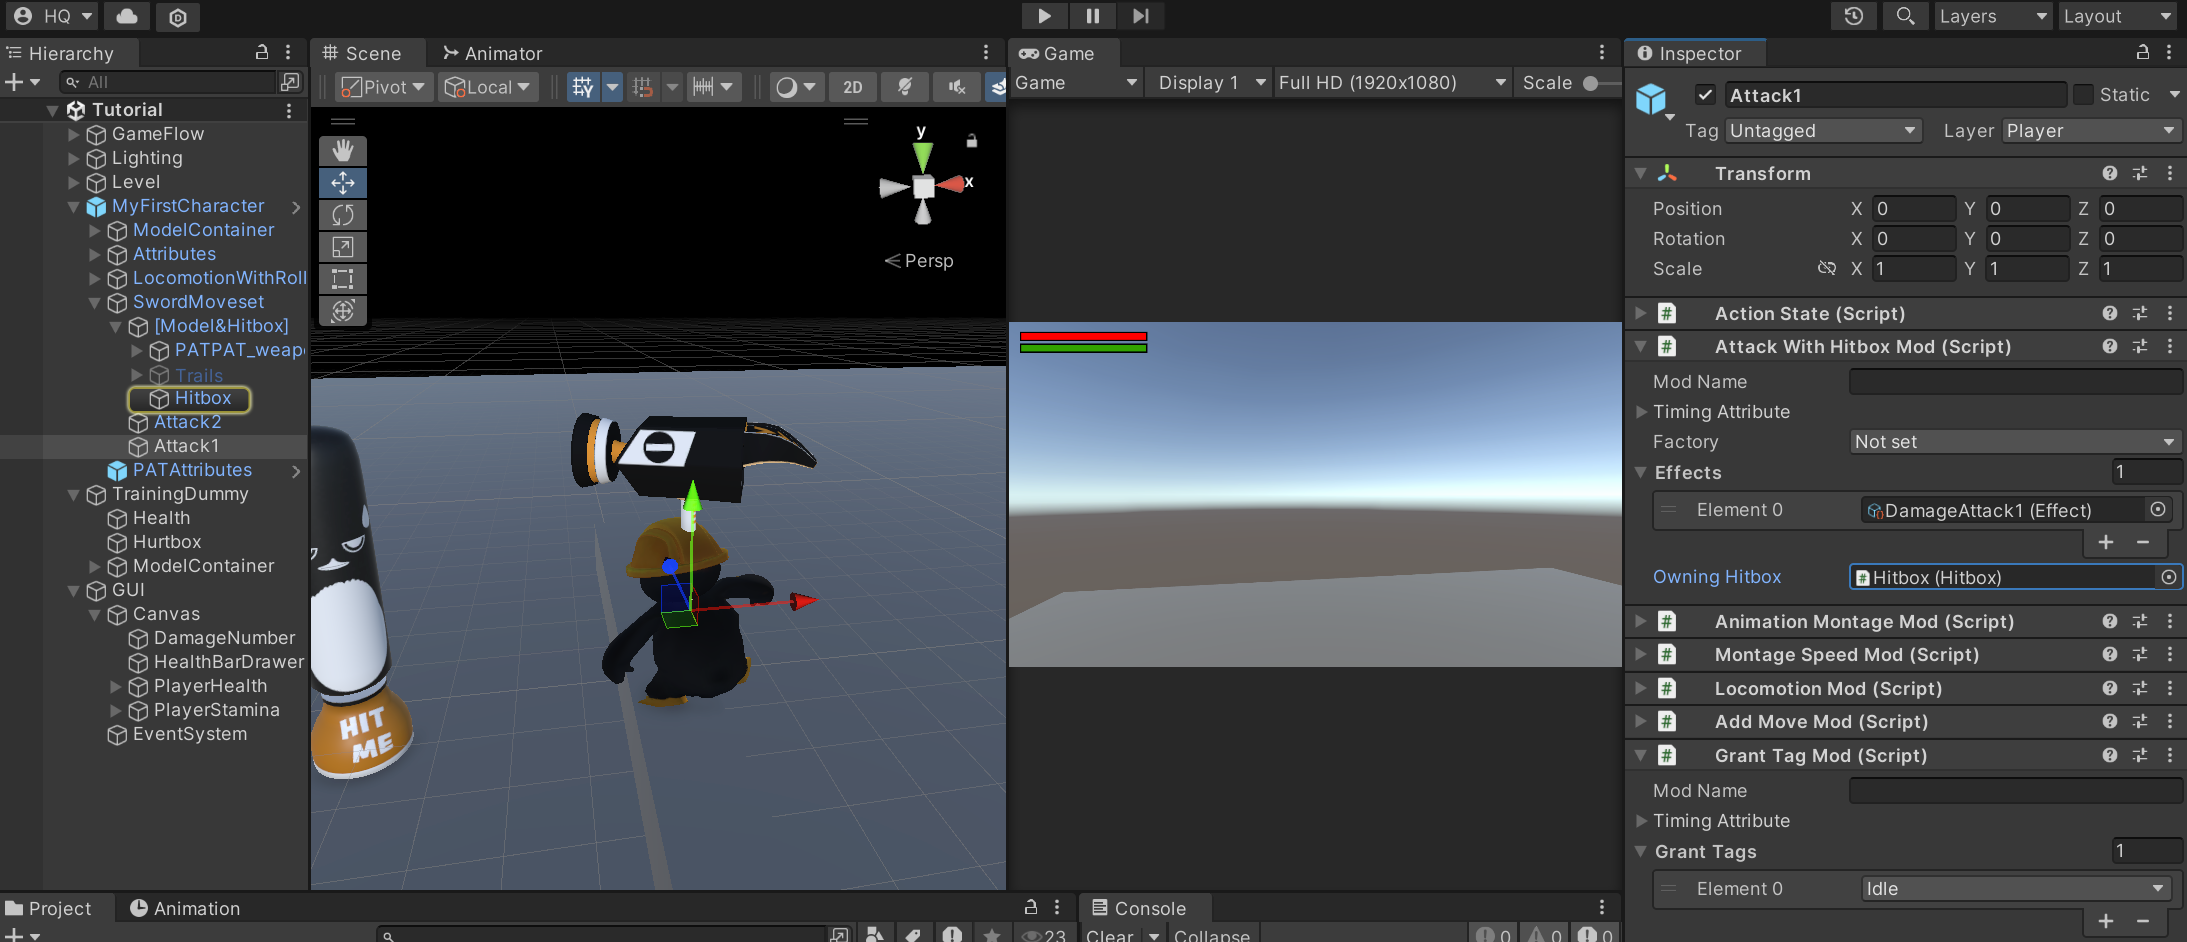 HQ
Layers
Layout
Hierarchy
Scene
Animator
Game
Inspector
All
Pivot
Local
2D
Game
Display 1
Full HD (1920x1080)
Scale
Attack1
Static
Tag
Untagged
Layer
Player
Tutorial
GameFlow
Lighting
Level
MyFirstCharacter
ModelContainer
Attributes
LocomotionWithRoll
SwordMoveset
[Model&Hitbox]
PATPAT_weap
Trails
Hitbox
Attack2
Attack1
PATAttributes
TrainingDummy
Health
Hurtbox
ModelContainer
GUI
Canvas
DamageNumber
HealthBarDrawer
PlayerHealth
PlayerStamina
EventSystem
y
x
Persp
HIT
ME
Transform
Position X 0 Y 0 Z 0
Rotation X 0 Y 0 Z 0
Scale X 1 Y 1 Z 1
# Action State (Script)
# Attack With Hitbox Mod (Script)
Mod Name
Timing Attribute
Factory Not set
Effects 1
Element 0 DamageAttack1 (Effect)
+ −
Owning Hitbox # Hitbox (Hitbox)
# Animation Montage Mod (Script)
# Montage Speed Mod (Script)
# Locomotion Mod (Script)
# Add Move Mod (Script)
# Grant Tag Mod (Script)
Mod Name
Timing Attribute
Grant Tags 1
Element 0 Idle
+ −
Project
Animation
Console
23
Clear
Collapse
0
0
0